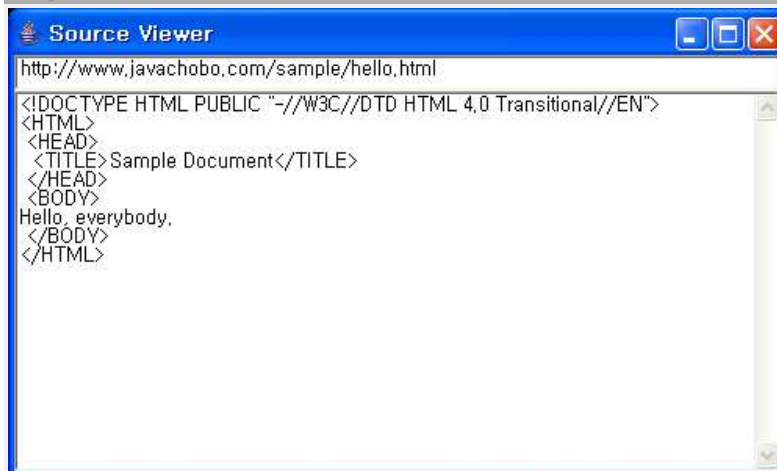 Source Viewer
http://www.javachobo.com/sample/hello.html
<!DOCTYPE HTML PUBLIC "-//W3C//DTD HTML 4.0 Transitional//EN">
<HTML>
<HEAD>
<TITLE>Sample Document</TITLE>
</HEAD>
<BODY>
Hello, everybody.
</BODY>
</HTML>